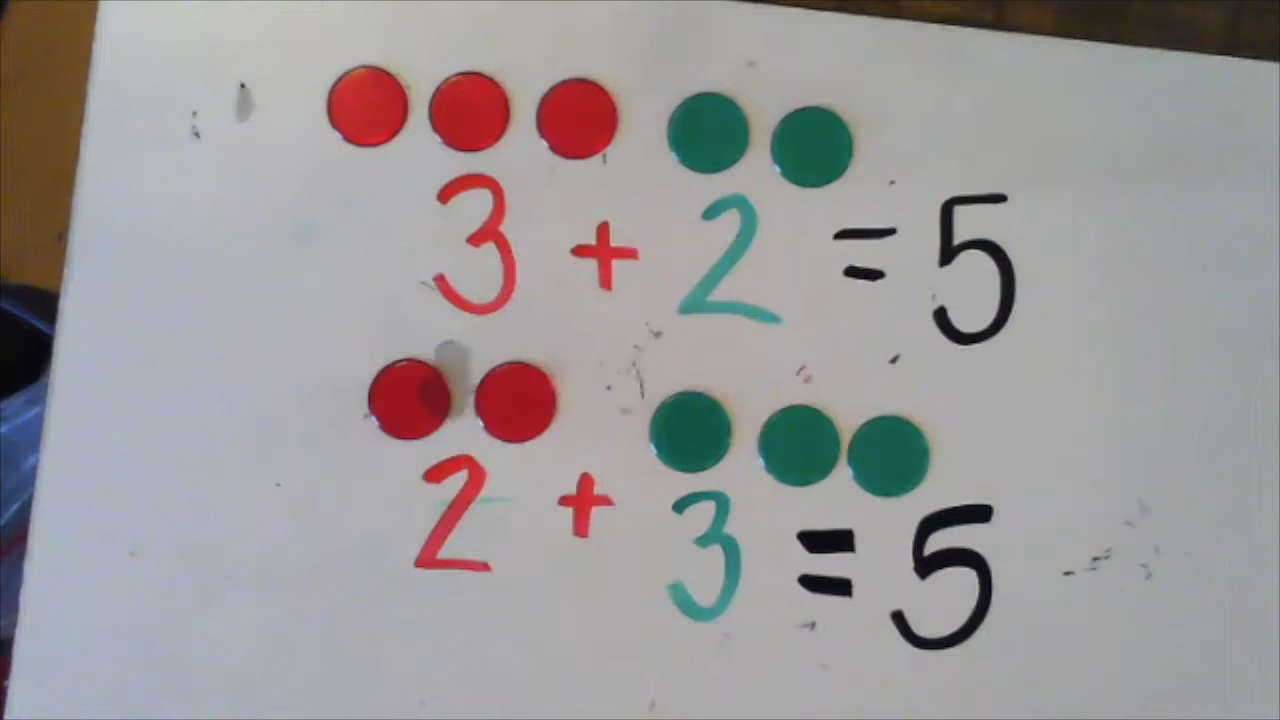 3 + 2 = 5
2 + 3 = 5